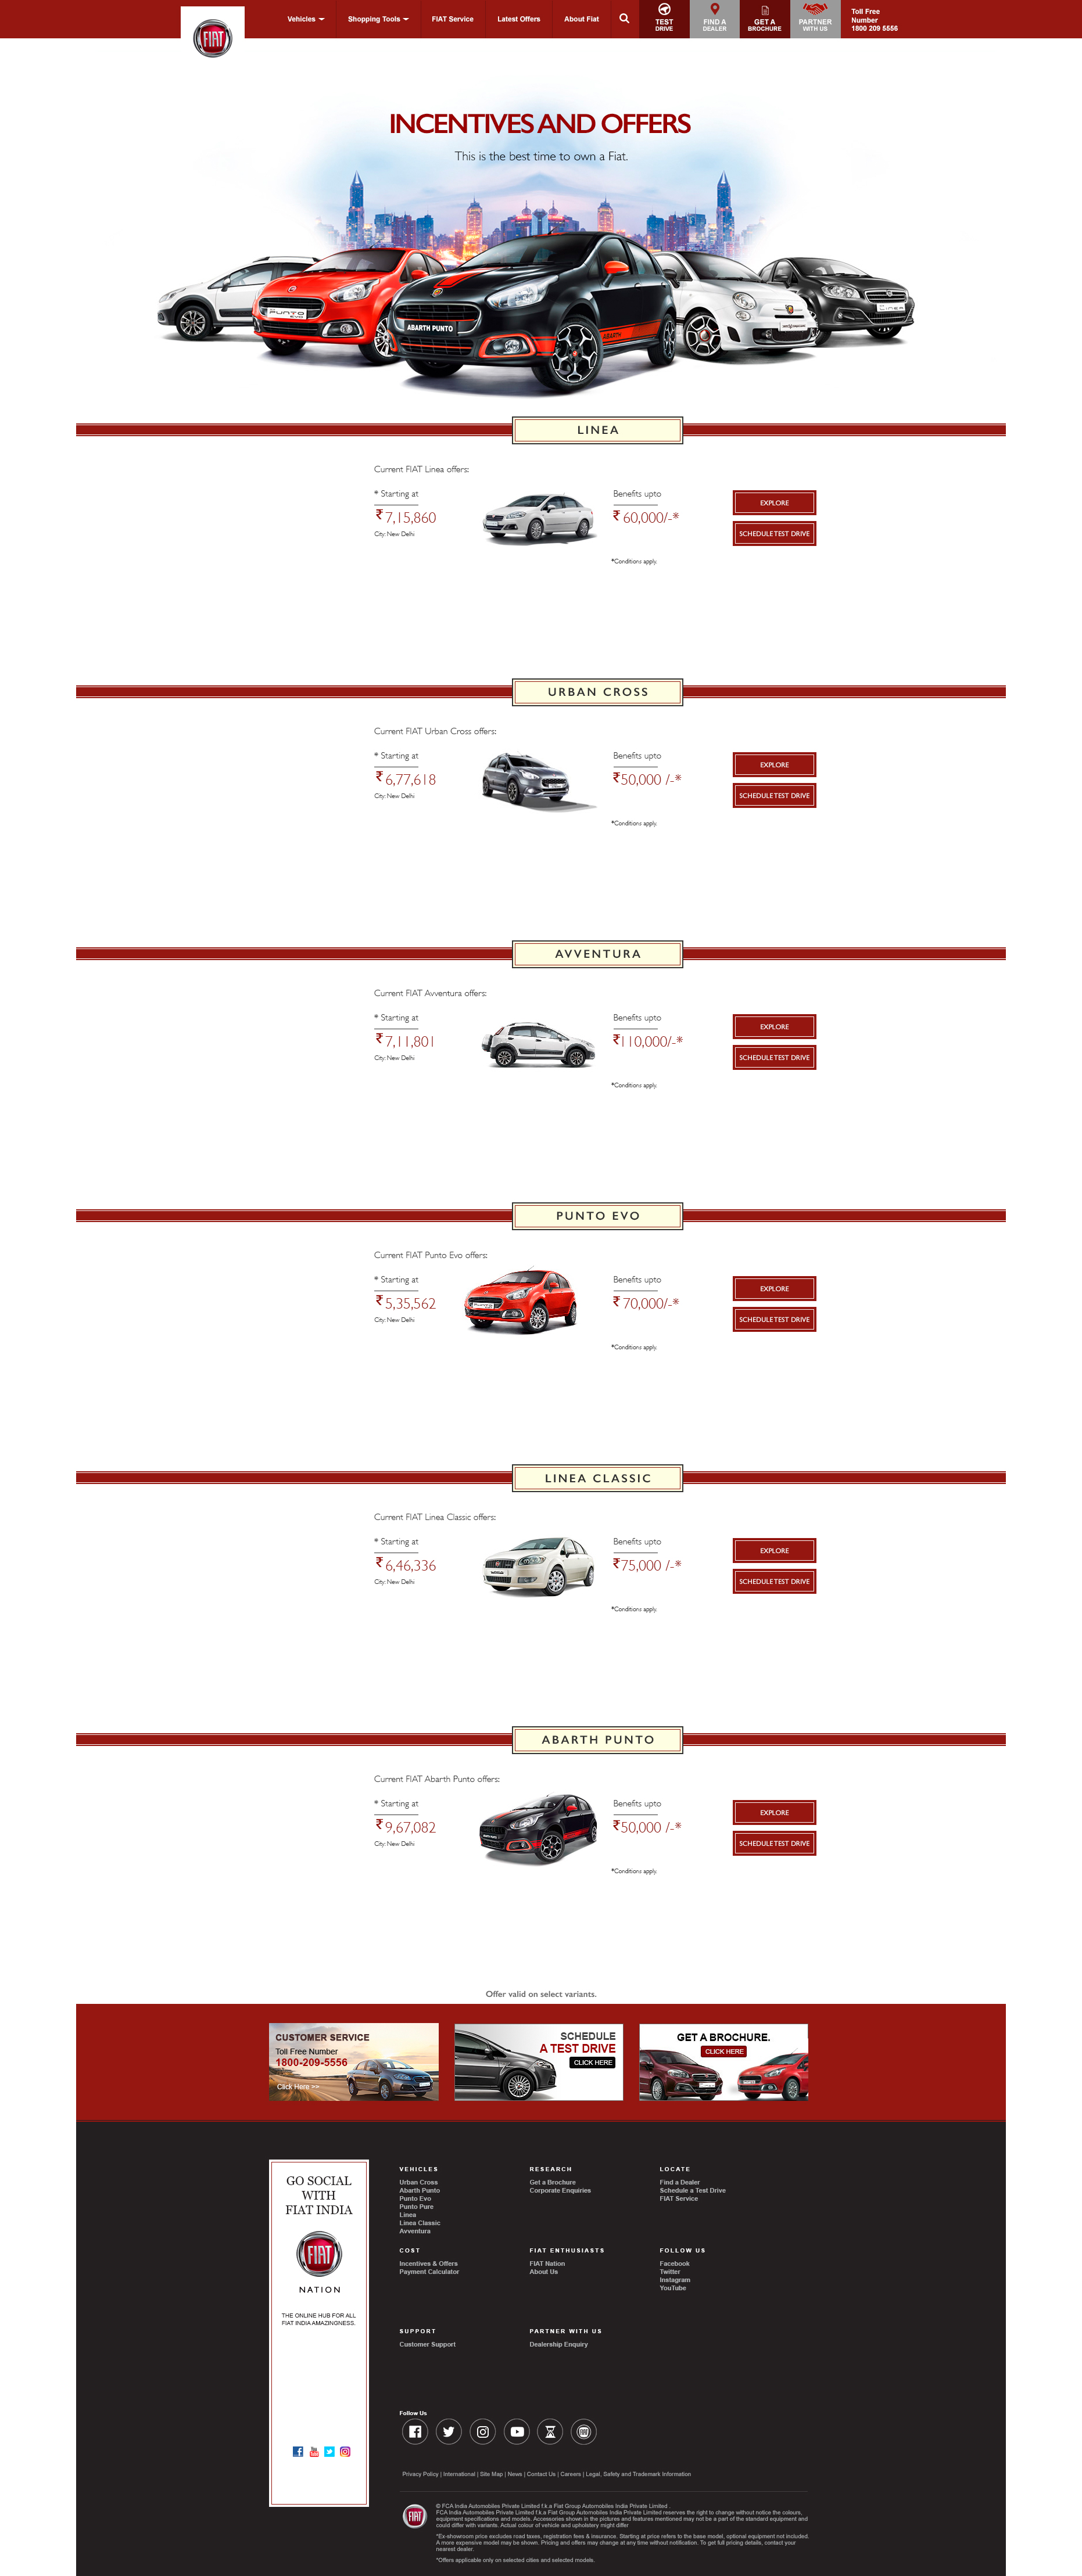 FIAT
Vehicles
Shopping Tools
FIAT Service
Latest Offers
About Fiat
TEST
DRIVE
FIND A
DEALER
GET A
BROCHURE
PARTNER
WITH US
Toll Free
Number
1800 209 5556
INCENTIVES AND OFFERS
This is the best time to own a Fiat.
PUNTO
ABARTH PUNTO
ABARTH
LINEA
LINEA
Current FIAT Linea offers:
* Starting at
₹ 7,15,860
City: New Delhi
Benefits upto
₹ 60,000/-*
*Conditions apply.
EXPLORE
SCHEDULE TEST DRIVE
URBAN CROSS
Current FIAT Urban Cross offers:
* Starting at
₹ 6,77,618
City: New Delhi
Benefits upto
₹50,000 /-*
*Conditions apply.
EXPLORE
SCHEDULE TEST DRIVE
AVVENTURA
Current FIAT Avventura offers:
* Starting at
₹ 7,11,801
City: New Delhi
Benefits upto
₹110,000/-*
*Conditions apply.
EXPLORE
SCHEDULE TEST DRIVE
PUNTO EVO
Current FIAT Punto Evo offers:
* Starting at
₹ 5,35,562
City: New Delhi
Benefits upto
₹ 70,000/-*
*Conditions apply.
EXPLORE
SCHEDULE TEST DRIVE
LINEA CLASSIC
Current FIAT Linea Classic offers:
* Starting at
₹ 6,46,336
City: New Delhi
Benefits upto
₹75,000 /-*
*Conditions apply.
EXPLORE
SCHEDULE TEST DRIVE
ABARTH PUNTO
Current FIAT Abarth Punto offers:
* Starting at
₹ 9,67,082
City: New Delhi
Benefits upto
₹50,000 /-*
*Conditions apply.
EXPLORE
SCHEDULE TEST DRIVE
Offer valid on select variants.
CUSTOMER SERVICE
Toll Free Number
1800-209-5556
Click Here >>
SCHEDULE
A TEST DRIVE
CLICK HERE
GET A BROCHURE.
CLICK HERE
GO SOCIAL
WITH
FIAT INDIA
FIAT
NATION
THE ONLINE HUB FOR ALL
FIAT INDIA AMAZINGNESS.
VEHICLES
Urban Cross
Abarth Punto
Punto Evo
Punto Pure
Linea
Linea Classic
Avventura
RESEARCH
Get a Brochure
Corporate Enquiries
LOCATE
Find a Dealer
Schedule a Test Drive
FIAT Service
COST
Incentives & Offers
Payment Calculator
FIAT ENTHUSIASTS
FIAT Nation
About Us
FOLLOW US
Facebook
Twitter
Instagram
YouTube
SUPPORT
Customer Support
PARTNER WITH US
Dealership Enquiry
Follow Us
Privacy Policy | International | Site Map | News | Contact Us | Careers | Legal, Safety and Trademark Information
FIAT
© FCA India Automobiles Private Limited f.k.a Fiat Group Automobiles India Private Limited .
FCA India Automobiles Private Limited f.k.a Fiat Group Automobiles India Private Limited reserves the right to change without notice the colours,
equipment specifications and models. Accessories shown in the pictures and features mentioned may not be a part of the standard equipment and
could differ with variants. Actual colour of vehicle and upholstery might differ
*Ex-showroom price excludes road taxes, registration fees & insurance. Starting at price refers to the base model, optional equipment not included.
A more expensive model may be shown. Pricing and offers may change at any time without notification. To get full pricing details, contact your
nearest dealer.
*Offers applicable only on selected cities and selected models.